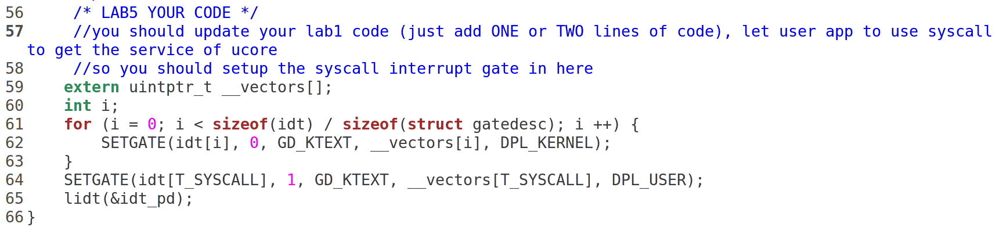 56 /* LAB5 YOUR CODE */
57 //you should update your lab1 code (just add ONE or TWO lines of code), let user app to use syscall
to get the service of ucore
58 //so you should setup the syscall interrupt gate in here
59 extern uintptr_t __vectors[];
60 int i;
61 for (i = 0; i < sizeof(idt) / sizeof(struct gatedesc); i ++) {
62 SETGATE(idt[i], 0, GD_KTEXT, __vectors[i], DPL_KERNEL);
63 }
64 SETGATE(idt[T_SYSCALL], 1, GD_KTEXT, __vectors[T_SYSCALL], DPL_USER);
65 lidt(&idt_pd);
66 }